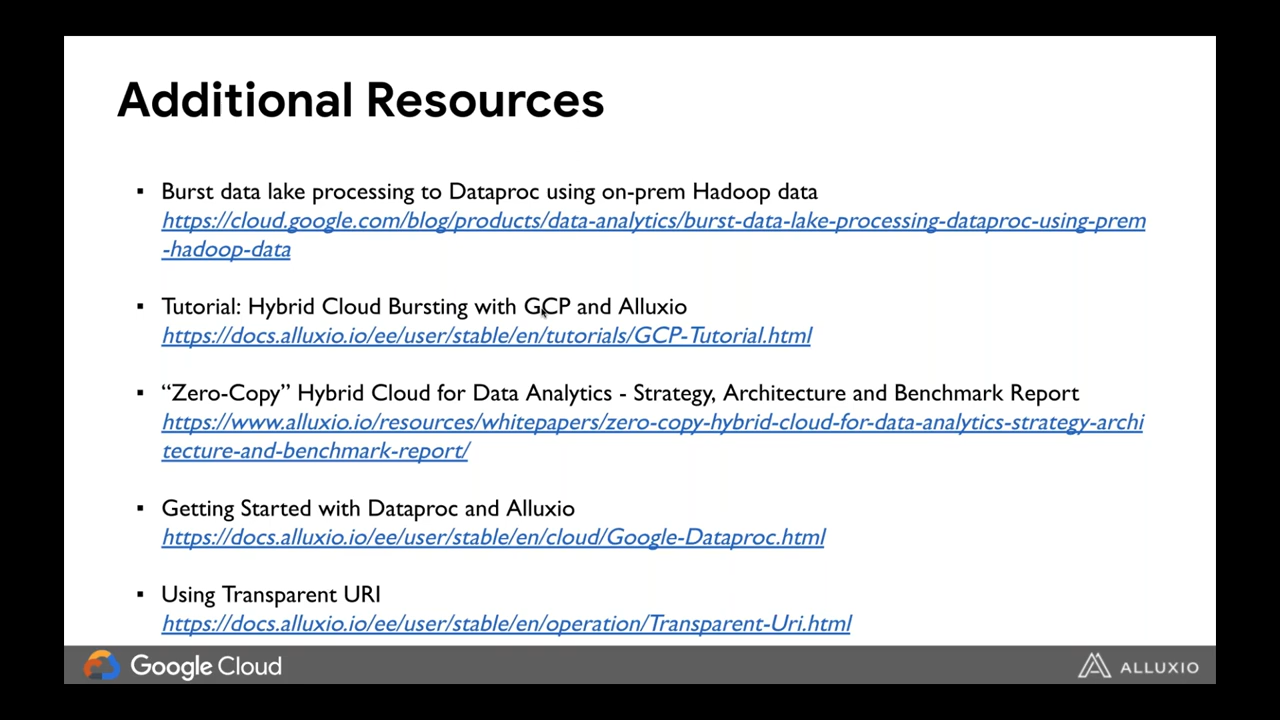 Additional Resources
▪ Burst data lake processing to Dataproc using on-prem Hadoop data
https://cloud.google.com/blog/products/data-analytics/burst-data-lake-processing-dataproc-using-prem
-hadoop-data
▪ Tutorial: Hybrid Cloud Bursting with GCP and Alluxio
https://docs.alluxio.io/ee/user/stable/en/tutorials/GCP-Tutorial.html
▪ “Zero-Copy” Hybrid Cloud for Data Analytics - Strategy, Architecture and Benchmark Report
https://www.alluxio.io/resources/whitepapers/zero-copy-hybrid-cloud-for-data-analytics-strategy-archi
tecture-and-benchmark-report/
▪ Getting Started with Dataproc and Alluxio
https://docs.alluxio.io/ee/user/stable/en/cloud/Google-Dataproc.html
▪ Using Transparent URI
https://docs.alluxio.io/ee/user/stable/en/operation/Transparent-Uri.html
Google Cloud
ALLUXIO